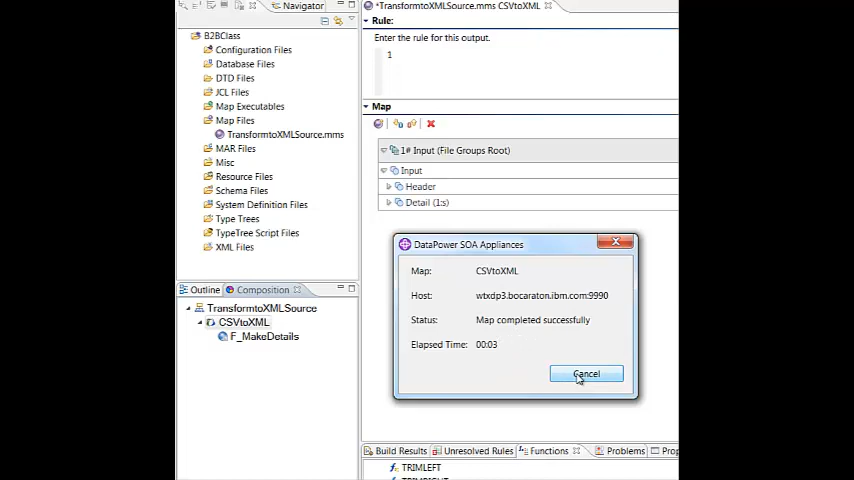 Navigator
B2BClass
Configuration Files
Database Files
DTD Files
JCL Files
Map Executables
Map Files
TransformtoXMLSource.mms
MAR Files
Misc
Resource Files
Schema Files
System Definition Files
Type Trees
TypeTree Script Files
XML Files
Outline Composition
TransformtoXMLSource
CSVtoXML
F_MakeDetails
*TransformtoXMLSource.mms CSVtoXML
Rule:
Enter the rule for this output.
1
Map
1# Input (File Groups Root)
Input
Header
Detail (1:s)
DataPower SOA Appliances
Map: CSVtoXML
Host: wtxdp3.bocaraton.ibm.com:9990
Status: Map completed successfully
Elapsed Time: 00:03
Cancel
Build Results Unresolved Rules Functions Problems Prop
TRIMLEFT